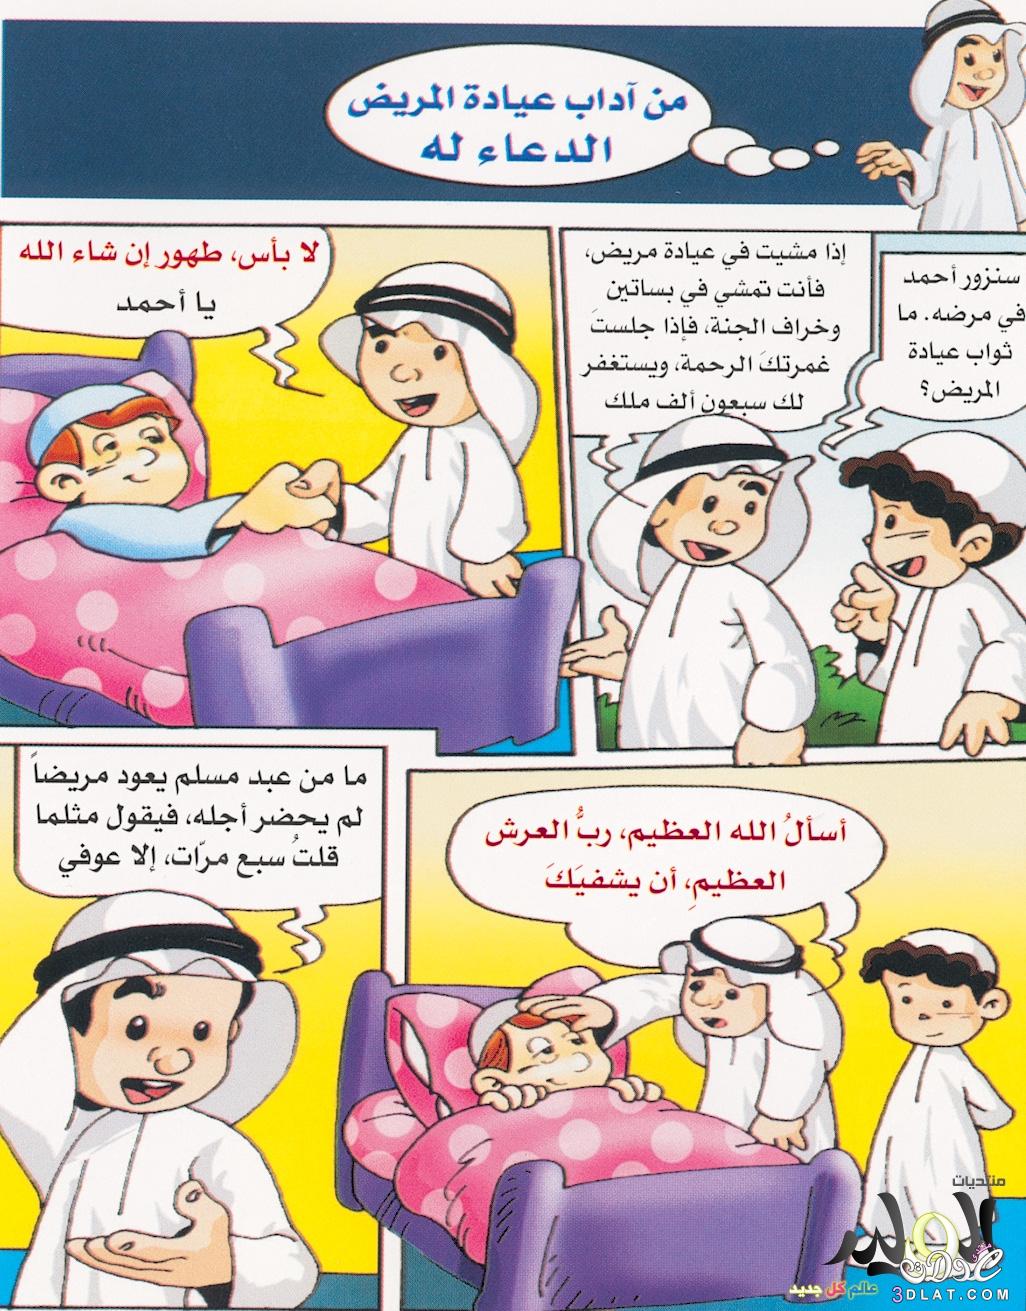 من آداب عيادة المريض
الدعاء له
سنزور أحمد
في مرضه. ما
ثواب عيادة
المريض؟
إذا مشيت في عيادة مريض،
فأنت تمشي في بساتين
وخراف الجنة، فإذا جلستَ
غمرتكَ الرحمة، ويستغفر
لك سبعون ألف ملك
لا بأس، طهور إن شاء الله
يا أحمد
أسألُ الله العظيم، ربُّ العرش
العظيمِ، أن يشفيَكَ
ما من عبد مسلم يعود مريضاً
لم يحضر أجله، فيقول مثلما
قلتُ سبع مرّات، إلا عوفي
منتديات
عالم كل جديد
3DLAT.COM